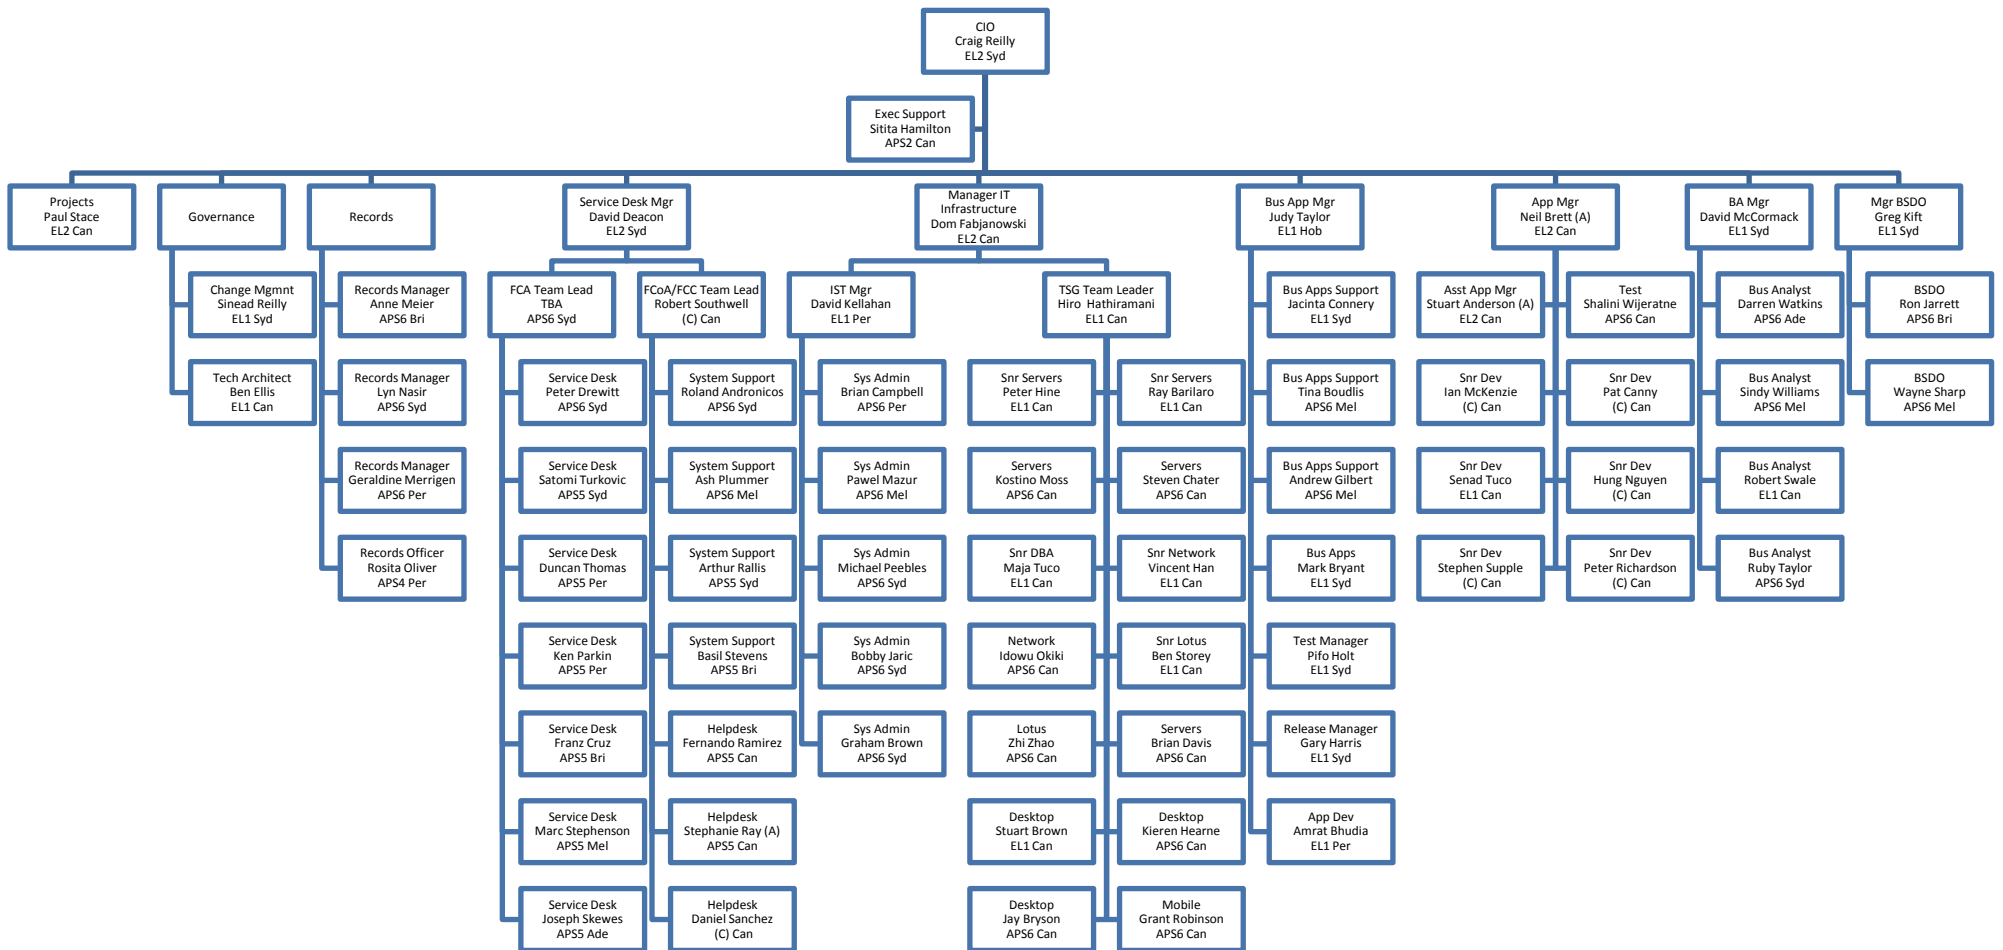 CIO
Craig Reilly
EL2 Syd
Exec Support
Sitita Hamilton
APS2 Can
Projects
Paul Stace
EL2 Can
Governance
Records
Service Desk Mgr
David Deacon
EL2 Syd
Manager IT
Infrastructure
Dom Fabjanowski
EL2 Can
Bus App Mgr
Judy Taylor
EL1 Hob
App Mgr
Neil Brett (A)
EL2 Can
BA Mgr
David McCormack
EL1 Syd
Mgr BSDO
Greg Kift
EL1 Syd
Change Mgmnt
Sinead Reilly
EL1 Syd
Records Manager
Anne Meier
APS6 Bri
FCA Team Lead
TBA
APS6 Syd
FCoA/FCC Team Lead
Robert Southwell
(C) Can
IST Mgr
David Kellahan
EL1 Per
TSG Team Leader
Hiro Hathiramani
EL1 Can
Bus Apps Support
Jacinta Connery
EL1 Syd
Asst App Mgr
Stuart Anderson (A)
EL2 Can
Test
Shalini Wijeratne
APS6 Can
Bus Analyst
Darren Watkins
APS6 Ade
BSDO
Ron Jarrett
APS6 Bri
Tech Architect
Ben Ellis
EL1 Can
Records Manager
Lyn Nasir
APS6 Syd
Service Desk
Peter Drewitt
APS6 Syd
System Support
Roland Andronicos
APS6 Syd
Sys Admin
Brian Campbell
APS6 Per
Snr Servers
Peter Hine
EL1 Can
Snr Servers
Ray Barilaro
EL1 Can
Bus Apps Support
Tina Boudlis
APS6 Mel
Snr Dev
Ian McKenzie
(C) Can
Snr Dev
Pat Canny
(C) Can
Bus Analyst
Sindy Williams
APS6 Mel
BSDO
Wayne Sharp
APS6 Mel
Records Manager
Geraldine Merrigen
APS6 Per
Service Desk
Satomi Turkovic
APS5 Syd
System Support
Ash Plummer
APS6 Mel
Sys Admin
Pawel Mazur
APS6 Mel
Servers
Kostino Moss
APS6 Can
Servers
Steven Chater
APS6 Can
Bus Apps Support
Andrew Gilbert
APS6 Mel
Snr Dev
Senad Tuco
EL1 Can
Snr Dev
Hung Nguyen
(C) Can
Bus Analyst
Robert Swale
EL1 Can
Records Officer
Rosita Oliver
APS4 Per
Service Desk
Duncan Thomas
APS5 Per
System Support
Arthur Rallis
APS5 Syd
Sys Admin
Michael Peebles
APS6 Syd
Snr DBA
Maja Tuco
EL1 Can
Snr Network
Vincent Han
EL1 Can
Bus Apps
Mark Bryant
EL1 Syd
Snr Dev
Stephen Supple
(C) Can
Snr Dev
Peter Richardson
(C) Can
Bus Analyst
Ruby Taylor
APS6 Syd
Service Desk
Ken Parkin
APS5 Per
System Support
Basil Stevens
APS5 Bri
Sys Admin
Bobby Jaric
APS6 Syd
Network
Idowu Okiki
APS6 Can
Snr Lotus
Ben Storey
EL1 Can
Test Manager
Pifo Holt
EL1 Syd
Service Desk
Franz Cruz
APS5 Bri
Helpdesk
Fernando Ramirez
APS5 Can
Sys Admin
Graham Brown
APS6 Syd
Lotus
Zhi Zhao
APS6 Can
Servers
Brian Davis
APS6 Can
Release Manager
Gary Harris
EL1 Syd
Service Desk
Marc Stephenson
APS5 Mel
Helpdesk
Stephanie Ray (A)
APS5 Can
Desktop
Stuart Brown
EL1 Can
Desktop
Kieren Hearne
APS6 Can
App Dev
Amrat Bhudia
EL1 Per
Service Desk
Joseph Skewes
APS5 Ade
Helpdesk
Daniel Sanchez
(C) Can
Desktop
Jay Bryson
APS6 Can
Mobile
Grant Robinson
APS6 Can